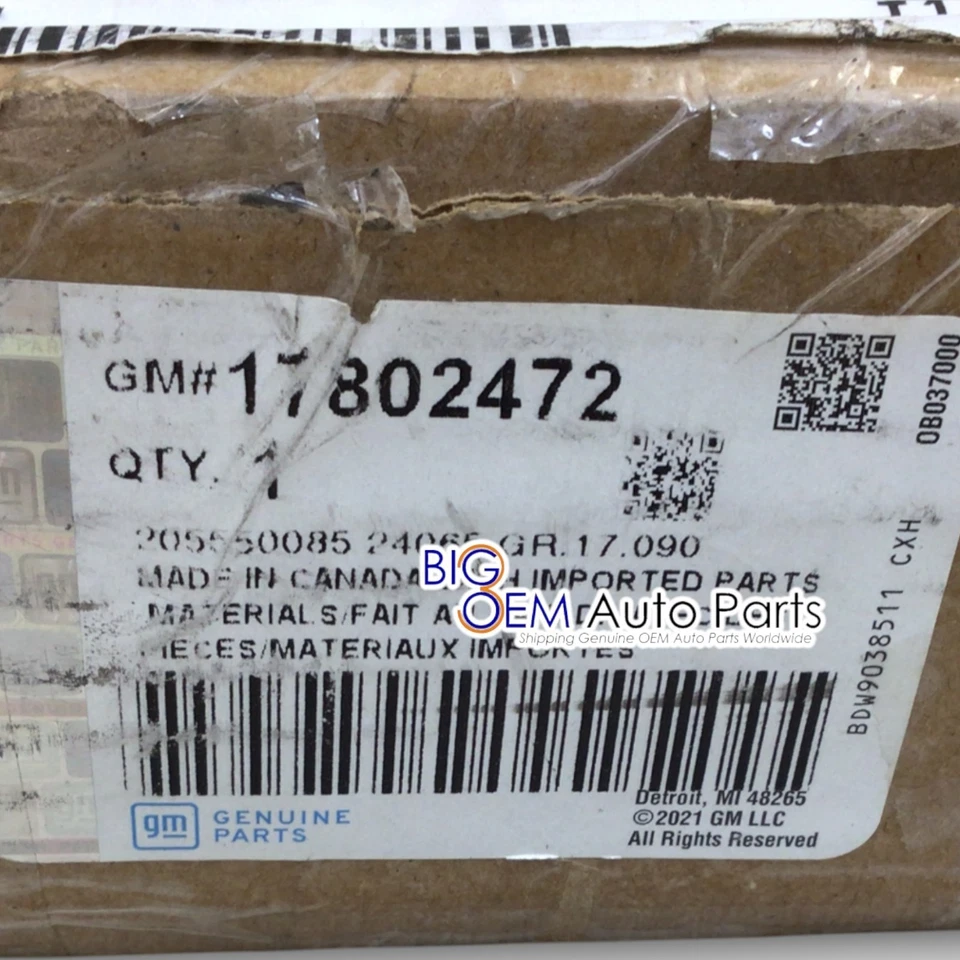 GM# 17802472
QTY. 1
205550085 24065 GR.17.090
MADE IN CANADA IMPORTED PARTS
MATERIALS/FAIT
PIECES/MATERIAUX IMPORTES
BIG
OEM Auto Parts
Shipping Genuine OEM Auto Parts Worldwide
gm GENUINE
PARTS
Detroit, MI 48265
©2021 GM LLC
All Rights Reserved
0B037000
BDW9038511 CXH